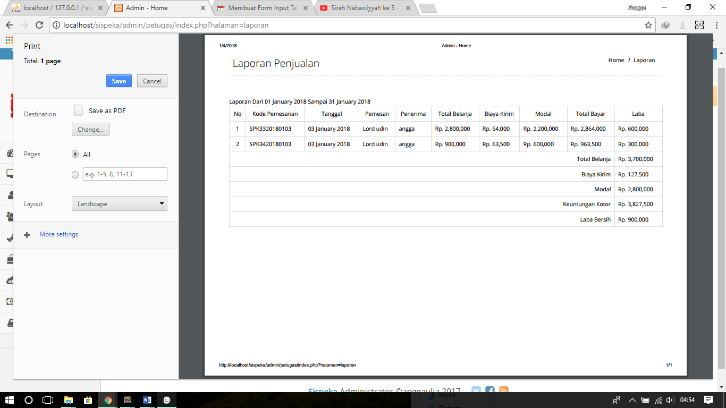 localhost / 127.0.0.1 / sis
Admin - Home
Membuat Form Input Ta
Sirah Nabawiyyah ke 5 -
Angga
localhost/sispeka/admin/petugas/index.php?halaman=laporan
Print
Total: 1 page
Save
Cancel
Destination
Save as PDF
Change...
Pages
All
e.g. 1-5, 8, 11-13
Layout
Landscape
+ More settings
1/4/2018
Admin - Home
Laporan Penjualan
Home / Laporan
Laporan Dari 01 January 2018 Sampai 31 January 2018
No Kode Pemesanan Tanggal Pemesan Penerima Total Belanja Biaya Kirim Modal Total Bayar Laba
1 SPK3320180103 03 January 2018 Lord udin angga Rp. 2,800,000 Rp. 64,000 Rp. 2,200,000 Rp. 2,864,000 Rp. 600,000
2 SPK3420180103 03 January 2018 Lord udin angga Rp. 900,000 Rp. 63,500 Rp. 600,000 Rp. 963,500 Rp. 300,000
Total Belanja Rp. 3,700,000
Biaya Kirim Rp. 127,500
Modal Rp. 2,800,000
Keuntungan Kotor Rp. 3,827,500
Laba Bersih Rp. 900,000
http://localhost/sispeka/admin/petugas/index.php?halaman=laporan
1/1
Sispeka Administrator ©anggaulia 2017
04:54